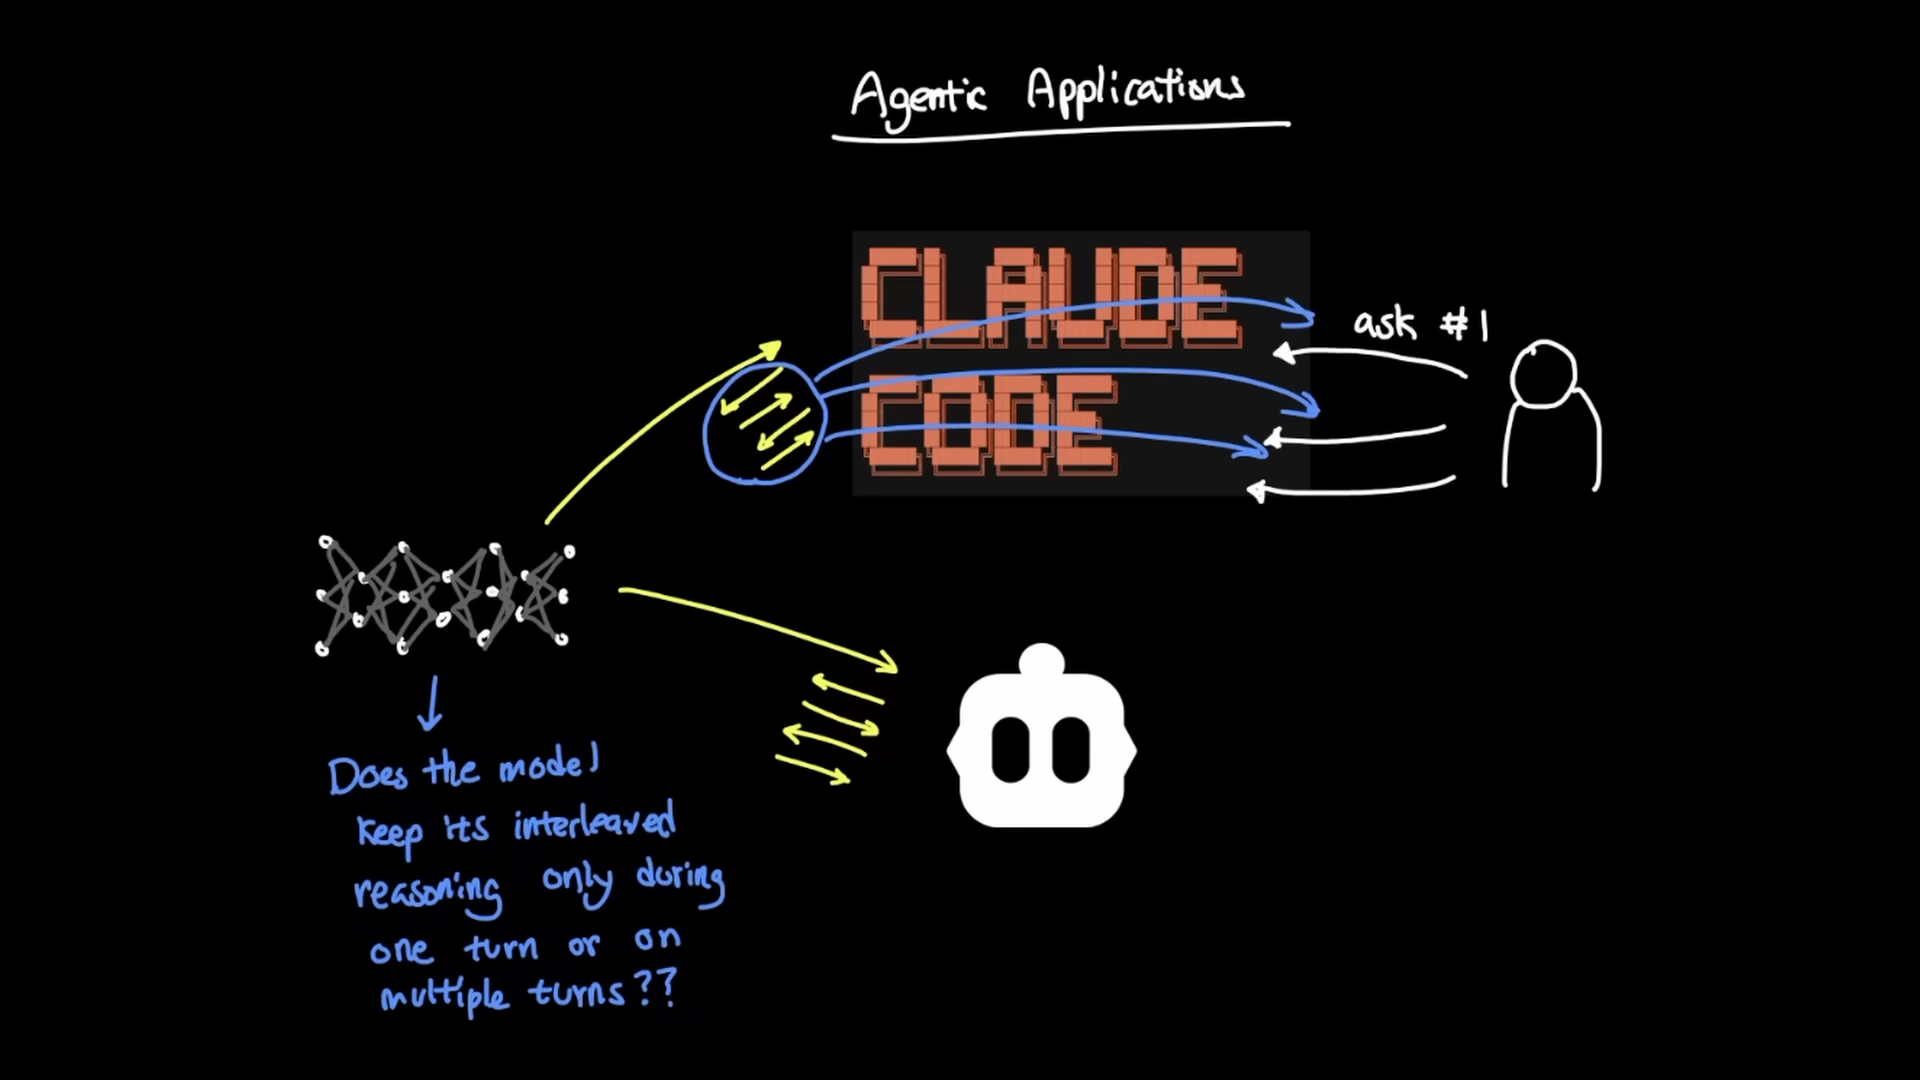 Agentic Applications
CLAUDE
CODE
ask #1
Does the model
keep its interleaved
reasoning only during
one turn or on
multiple turns??